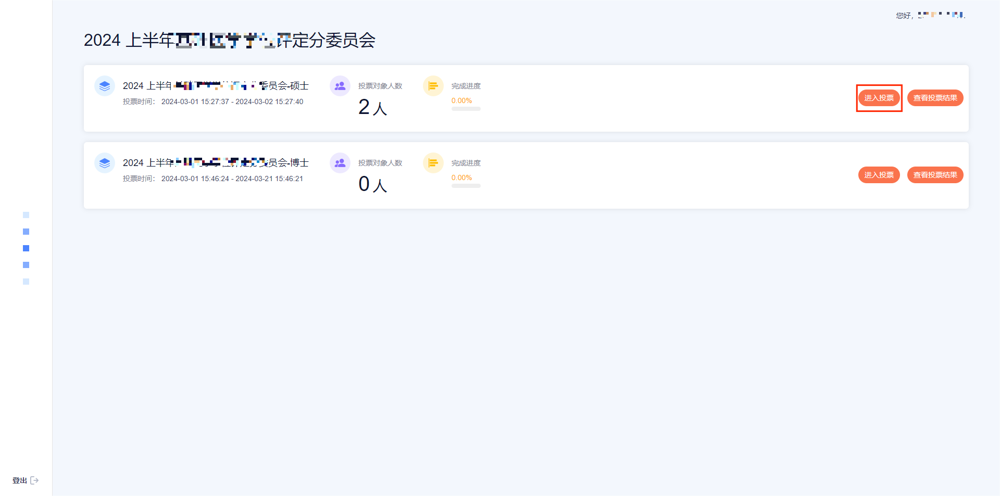 您好,
2024 上半年 评定分委员会
2024 上半年 委员会-硕士
投票时间： 2024-03-01 15:27:37 - 2024-03-02 15:27:40
投票对象人数
2 人
完成进度
0.00%
进入投票
查看投票结果
2024 上半年 委员会-博士
投票时间： 2024-03-01 15:46:24 - 2024-03-21 15:46:21
投票对象人数
0 人
完成进度
0.00%
进入投票
查看投票结果
登出